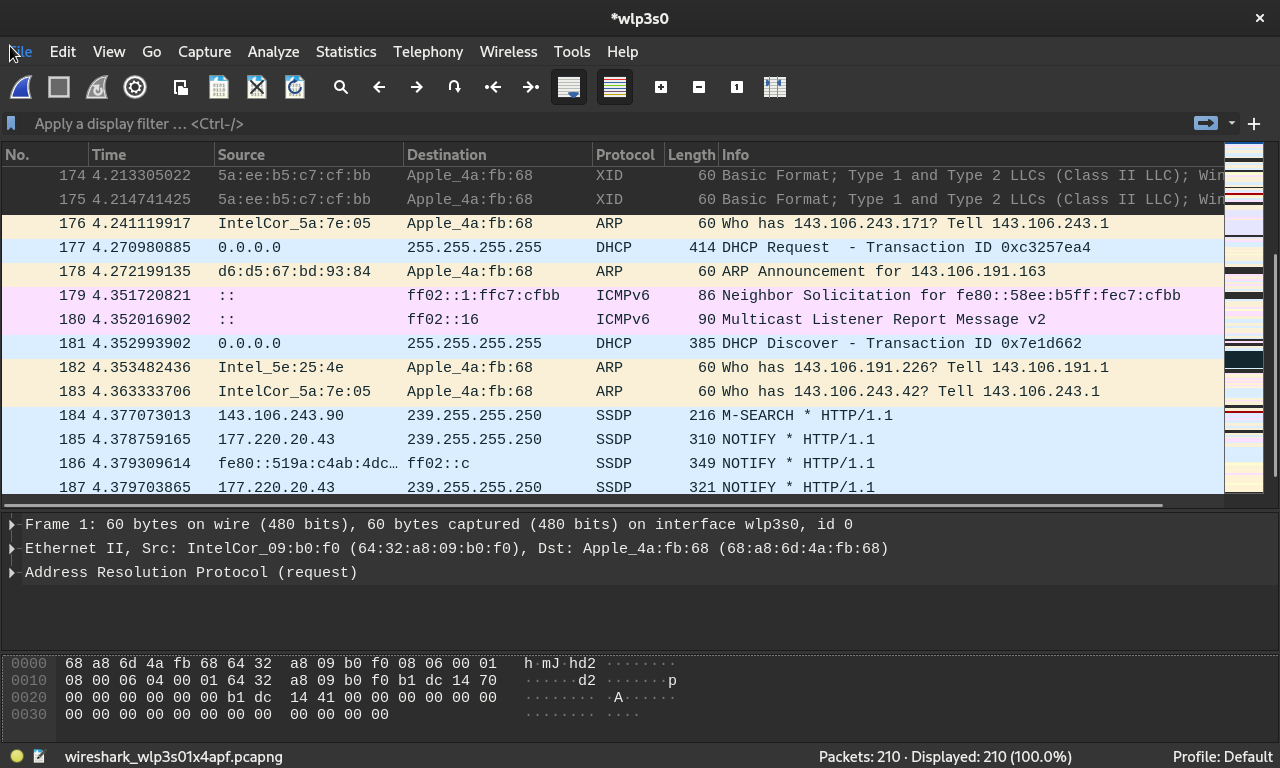 *wlp3s0
File Edit View Go Capture Analyze Statistics Telephony Wireless Tools Help
Apply a display filter … <Ctrl-/>
No. Time Source Destination Protocol Length Info
174 4.213305022 5a:ee:b5:c7:cf:bb Apple_4a:fb:68 XID 60 Basic Format; Type 1 and Type 2 LLCs (Class II LLC); Win
175 4.214741425 5a:ee:b5:c7:cf:bb Apple_4a:fb:68 XID 60 Basic Format; Type 1 and Type 2 LLCs (Class II LLC); Win
176 4.241119917 IntelCor_5a:7e:05 Apple_4a:fb:68 ARP 60 Who has 143.106.243.171? Tell 143.106.243.1
177 4.270980885 0.0.0.0 255.255.255.255 DHCP 414 DHCP Request - Transaction ID 0xc3257ea4
178 4.272199135 d6:d5:67:bd:93:84 Apple_4a:fb:68 ARP 60 ARP Announcement for 143.106.191.163
179 4.351720821 :: ff02::1:ffc7:cfbb ICMPv6 86 Neighbor Solicitation for fe80::58ee:b5ff:fec7:cfbb
180 4.352016902 :: ff02::16 ICMPv6 90 Multicast Listener Report Message v2
181 4.352993902 0.0.0.0 255.255.255.255 DHCP 385 DHCP Discover - Transaction ID 0x7e1d662
182 4.353482436 Intel_5e:25:4e Apple_4a:fb:68 ARP 60 Who has 143.106.191.226? Tell 143.106.191.1
183 4.363333706 IntelCor_5a:7e:05 Apple_4a:fb:68 ARP 60 Who has 143.106.243.42? Tell 143.106.243.1
184 4.377073013 143.106.243.90 239.255.255.250 SSDP 216 M-SEARCH * HTTP/1.1
185 4.378759165 177.220.20.43 239.255.255.250 SSDP 310 NOTIFY * HTTP/1.1
186 4.379309614 fe80::519a:c4ab:4dc… ff02::c SSDP 349 NOTIFY * HTTP/1.1
187 4.379703865 177.220.20.43 239.255.255.250 SSDP 321 NOTIFY * HTTP/1.1
Frame 1: 60 bytes on wire (480 bits), 60 bytes captured (480 bits) on interface wlp3s0, id 0
Ethernet II, Src: IntelCor_09:b0:f0 (64:32:a8:09:b0:f0), Dst: Apple_4a:fb:68 (68:a8:6d:4a:fb:68)
Address Resolution Protocol (request)
0000 68 a8 6d 4a fb 68 64 32 a8 09 b0 f0 08 06 00 01 h·mJ·hd2 ········
0010 08 00 06 04 00 01 64 32 a8 09 b0 f0 b1 dc 14 70 ······d2 ·······p
0020 00 00 00 00 00 00 b1 dc 14 41 00 00 00 00 00 00 ········ ·A······
0030 00 00 00 00 00 00 00 00 00 00 00 00 ········ ····
wireshark_wlp3s01x4apf.pcapng Packets: 210 · Displayed: 210 (100.0%) Profile: Default